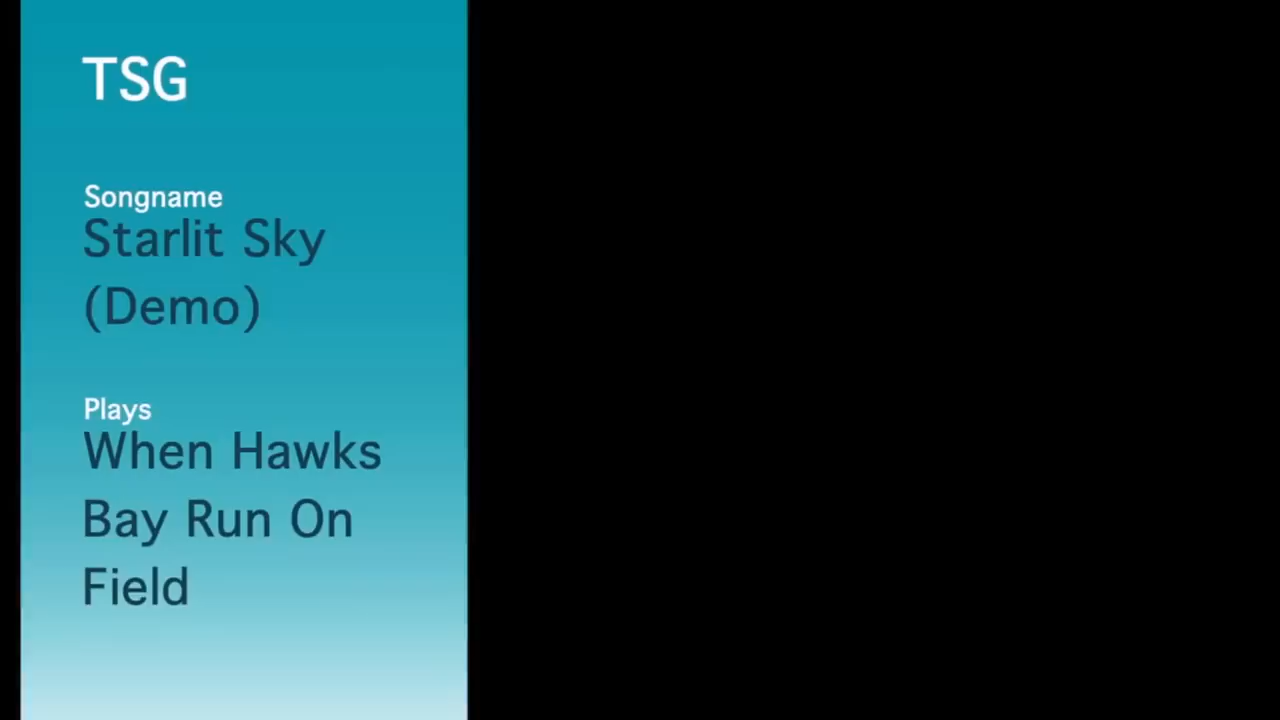 TSG
Songname
Starlit Sky
(Demo)
Plays
When Hawks
Bay Run On
Field